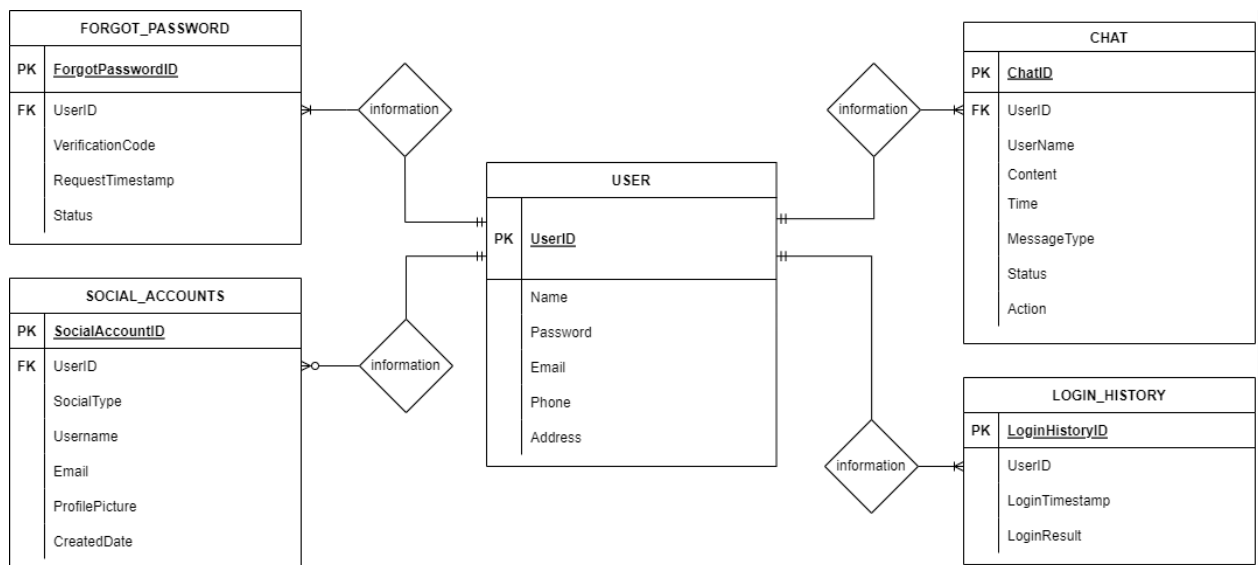 FORGOT_PASSWORD
PK ForgotPasswordID
FK UserID
VerificationCode
RequestTimestamp
Status
information
SOCIAL_ACCOUNTS
PK SocialAccountID
FK UserID
SocialType
Username
Email
ProfilePicture
CreatedDate
information
USER
PK UserID
Name
Password
Email
Phone
Address
information
CHAT
PK ChatID
FK UserID
UserName
Content
Time
MessageType
Status
Action
information
LOGIN_HISTORY
PK LoginHistoryID
UserID
LoginTimestamp
LoginResult